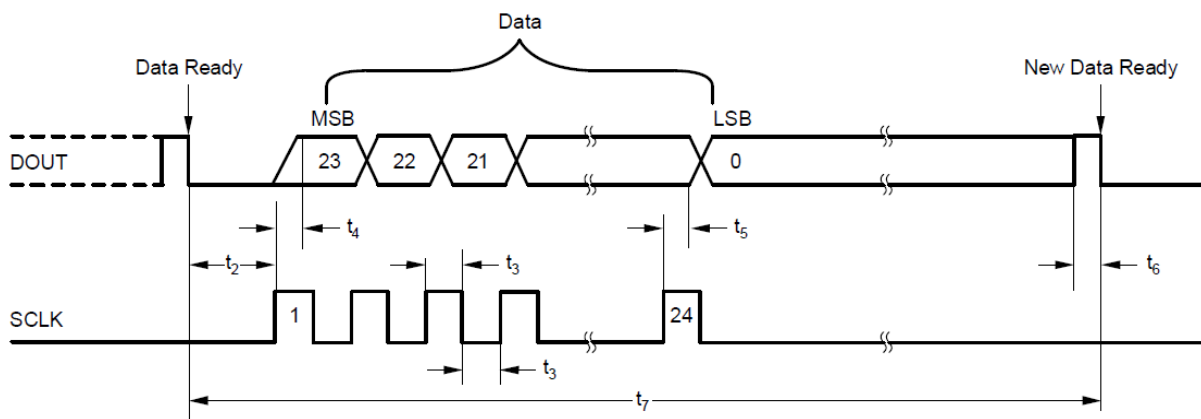 Data
Data Ready
New Data Ready
MSB
LSB
DOUT
23
22
21
0
t4
t5
t2
t3
t6
SCLK
1
24
t3
t7